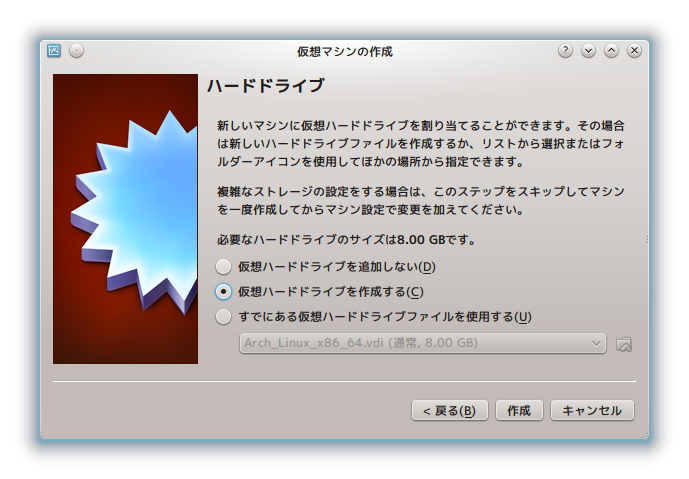 仮想マシンの作成
ハードドライブ
新しいマシンに仮想ハードドライブを割り当てることができます。その場合
は新しいハードドライブファイルを作成するか、リストから選択またはフォ
ルダーアイコンを使用してほかの場所から指定できます。
複雑なストレージの設定をする場合は、このステップをスキップしてマシン
を一度作成してからマシン設定で変更を加えてください。
必要なハードドライブのサイズは8.00 GBです。
仮想ハードドライブを追加しない(D)
仮想ハードドライブを作成する(C)
すでにある仮想ハードドライブファイルを使用する(U)
Arch_Linux_x86_64.vdi (通常, 8.00 GB)
< 戻る(B) 作成 キャンセル